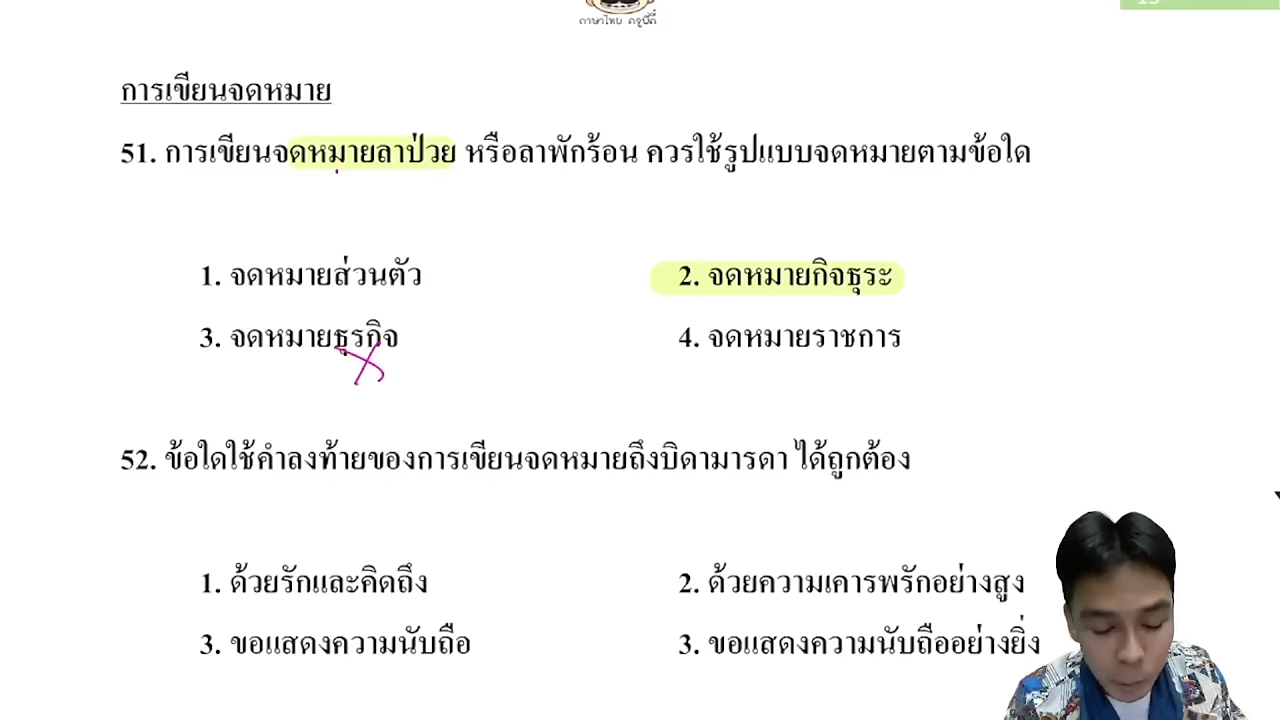 ภาษาไทย ครูบี้ดี้
13
การเขียนจดหมาย
51. การเขียนจดหมายลาป่วย หรือลาพักร้อน ควรใช้รูปแบบจดหมายตามข้อใด
1. จดหมายส่วนตัว 2. จดหมายกิจธุระ
3. จดหมายธุรกิจ 4. จดหมายราชการ
52. ข้อใดใช้คำลงท้ายของการเขียนจดหมายถึงบิดามารดา ได้ถูกต้อง
1. ด้วยรักและคิดถึง 2. ด้วยความเคารพรักอย่างสูง
3. ขอแสดงความนับถือ 3. ขอแสดงความนับถืออย่างยิ่ง